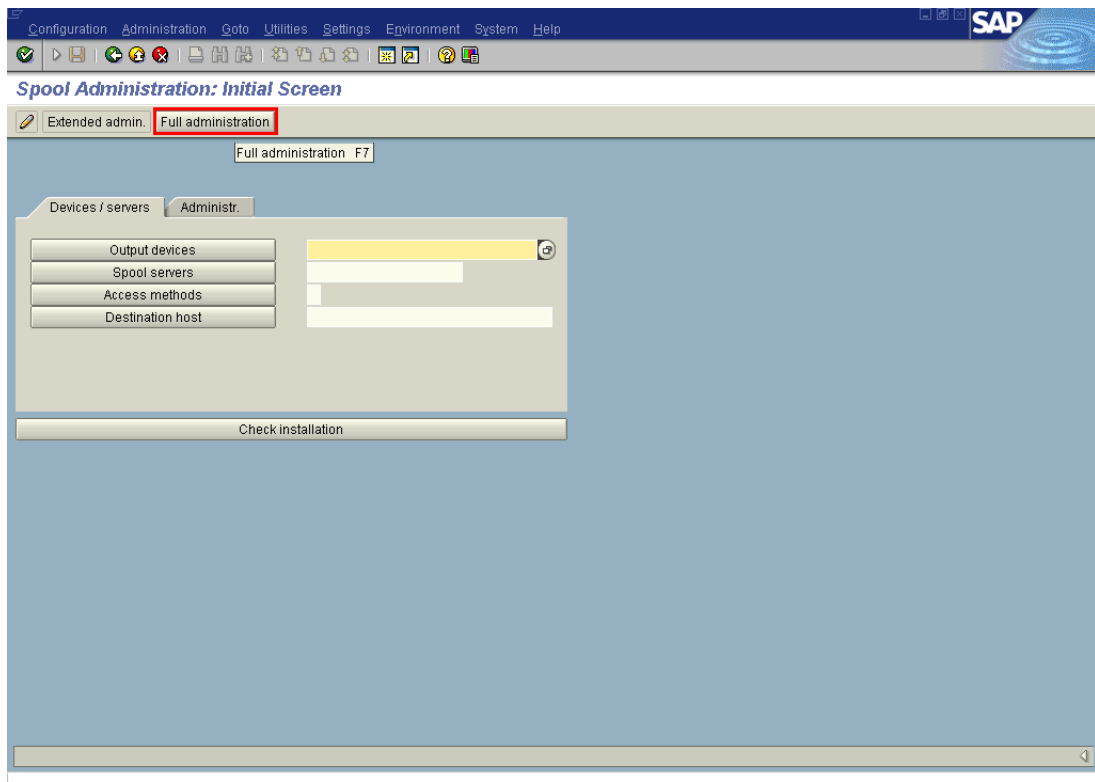 Configuration Administration Goto Utilities Settings Environment System Help
SAP
Spool Administration: Initial Screen
Extended admin. Full administration
Full administration F7
Devices / servers Administr.
Output devices
Spool servers
Access methods
Destination host
Check installation